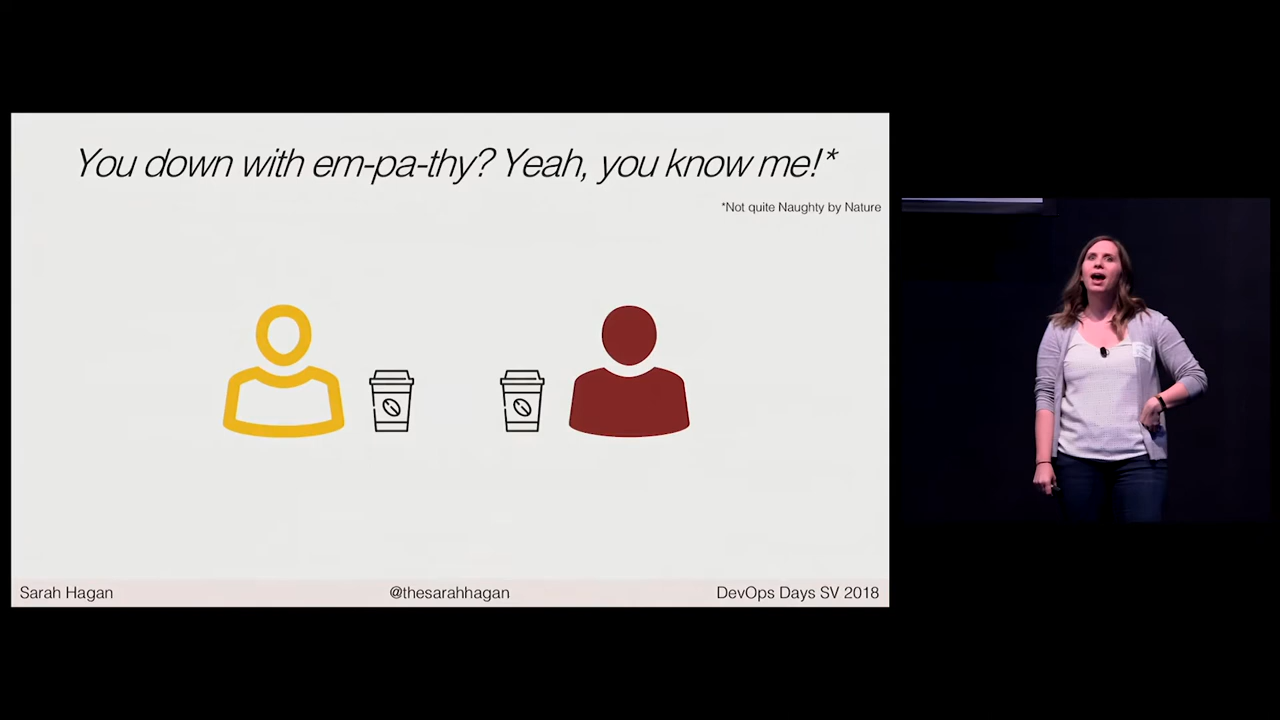 You down with em-pa-thy? Yeah, you know me!*
*Not quite Naughty by Nature
Sarah Hagan
@thesarahhagan
DevOps Days SV 2018